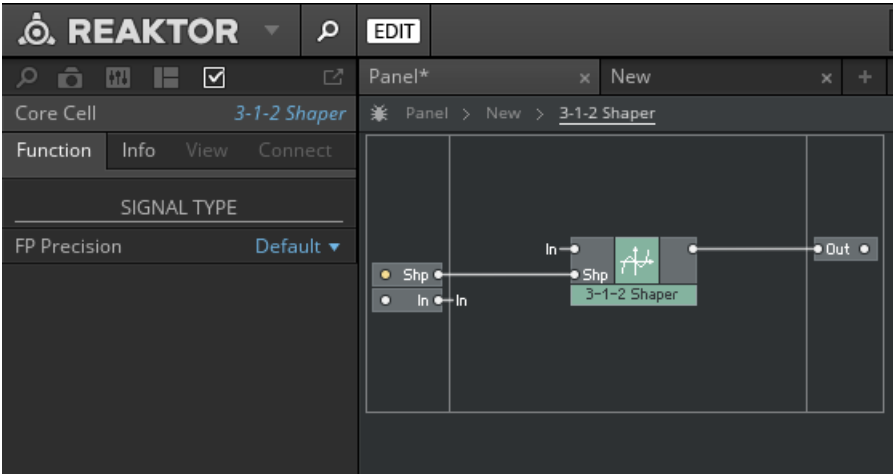 REAKTOR EDIT
Panel* × New × +
Core Cell 3-1-2 Shaper
Panel > New > 3-1-2 Shaper
Function Info View Connect
SIGNAL TYPE
FP Precision Default
In
Out
Shp
Shp
In In
3-1-2 Shaper